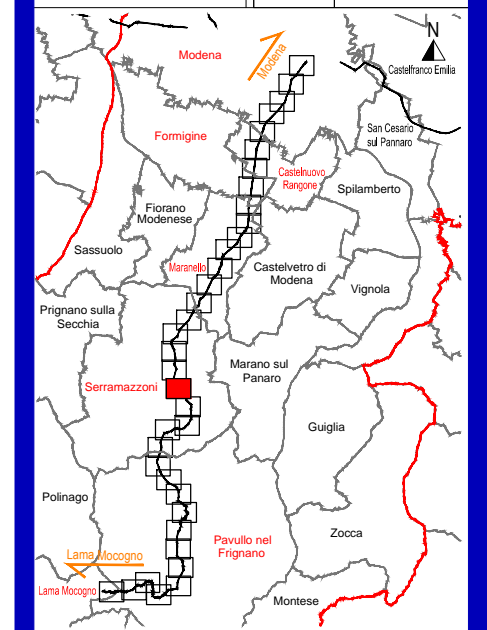 N
Modena
Modena
Castelfranco Emilia
San Cesario
sul Pannaro
Formigine
Castelnuovo
Rangone
Spilamberto
Fiorano
Modenese
Sassuolo
Maranello
Castelvetro di
Modena
Vignola
Prignano sulla
Secchia
Marano sul
Panaro
Serramazzoni
Guiglia
Polinago
Zocca
Pavullo nel
Frignano
Lama Mocogno
Lama Mocogno
Montese